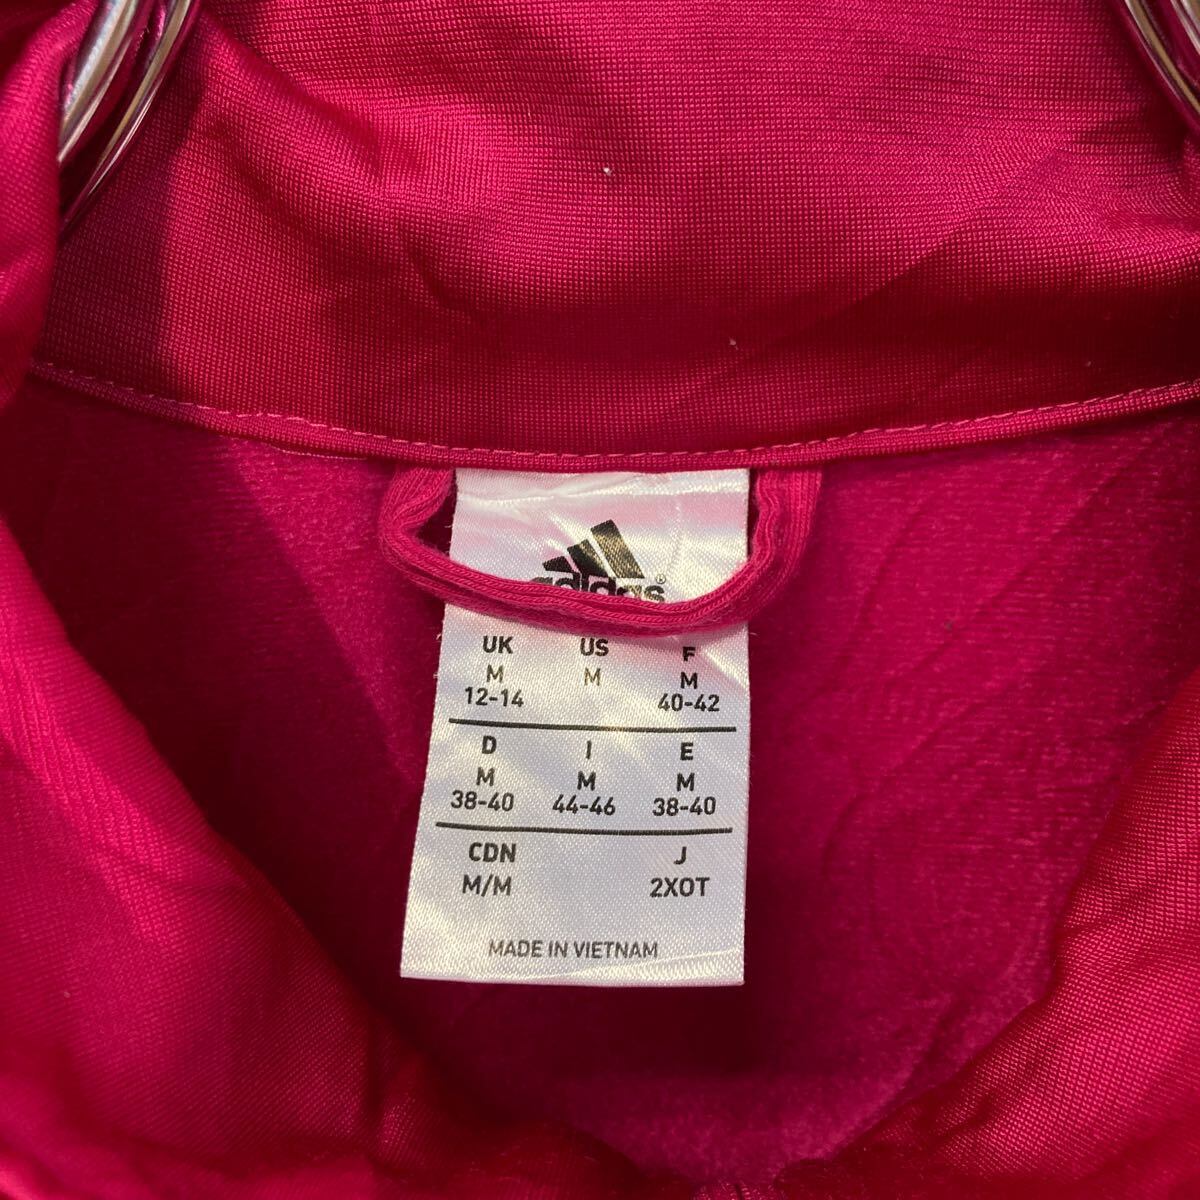 adidas®
UK US F
M M M
12-14 40-42
D I E
M M M
38-40 44-46 38-40
CDN J
M/M 2XOT
MADE IN VIETNAM